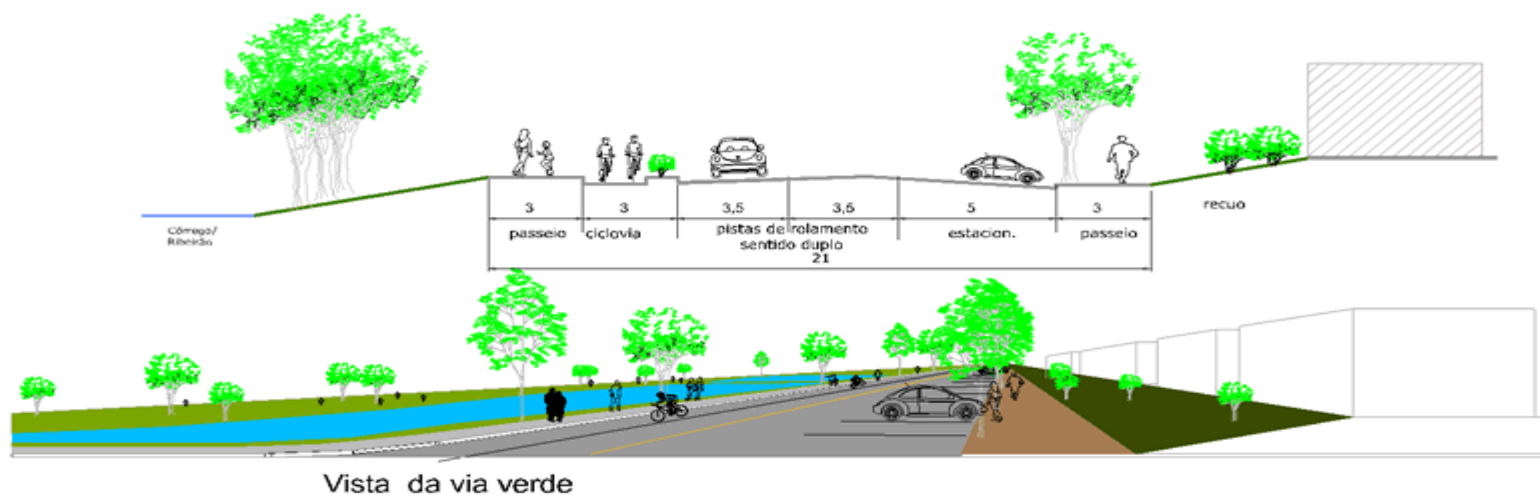 3 3 3,5 3,5 5 3
recuo
Córrego/
Ribeirão
passeio ciclovia pistas de rolamento estacion. passeio
sentido duplo
21
Vista da via verde